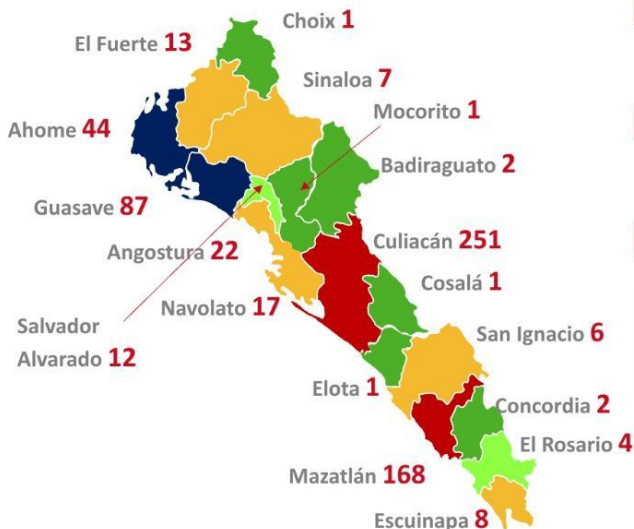 Choix 1
El Fuerte 13
Sinaloa 7
Mocorito 1
Ahome 44
Badiraguato 2
Guasave 87
Culiacán 251
Angostura 22
Cosalá 1
Navolato 17
Salvador
Alvarado 12
San Ignacio 6
Elota 1
Concordia 2
El Rosario 4
Mazatlán 168
Escuinapa 8